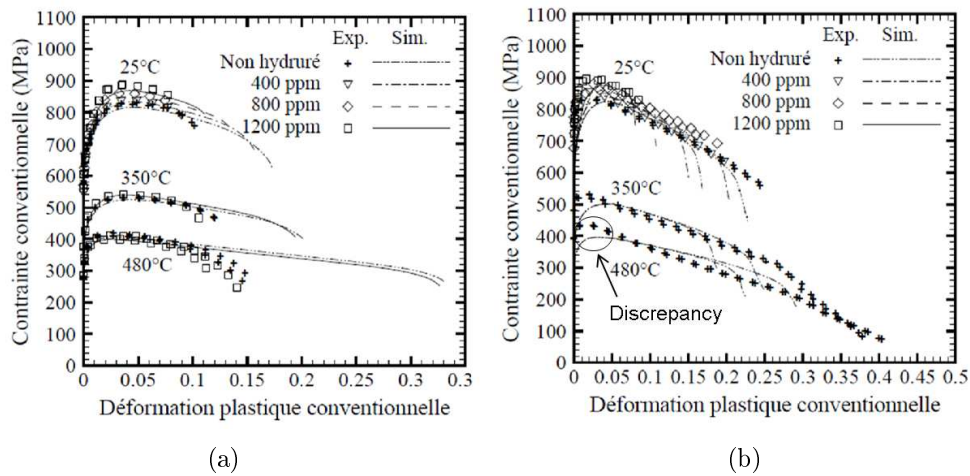 1100
1000
900
800
700
600
500
400
300
200
100
0
Contrainte conventionnelle (MPa)
Exp. Sim.
Non hydruré
400 ppm
800 ppm
1200 ppm
25°C
350°C
480°C
0 0.05 0.1 0.15 0.2 0.25 0.3
Déformation plastique conventionnelle
(a)
1100
1000
900
800
700
600
500
400
300
200
100
0
Contrainte conventionnelle (MPa)
Exp. Sim.
Non hydruré
400 ppm
800 ppm
1200 ppm
25°C
350°C
480°C
Discrepancy
0 0.05 0.1 0.15 0.2 0.25 0.3 0.35 0.4 0.45 0.5
Déformation plastique conventionnelle
(b)